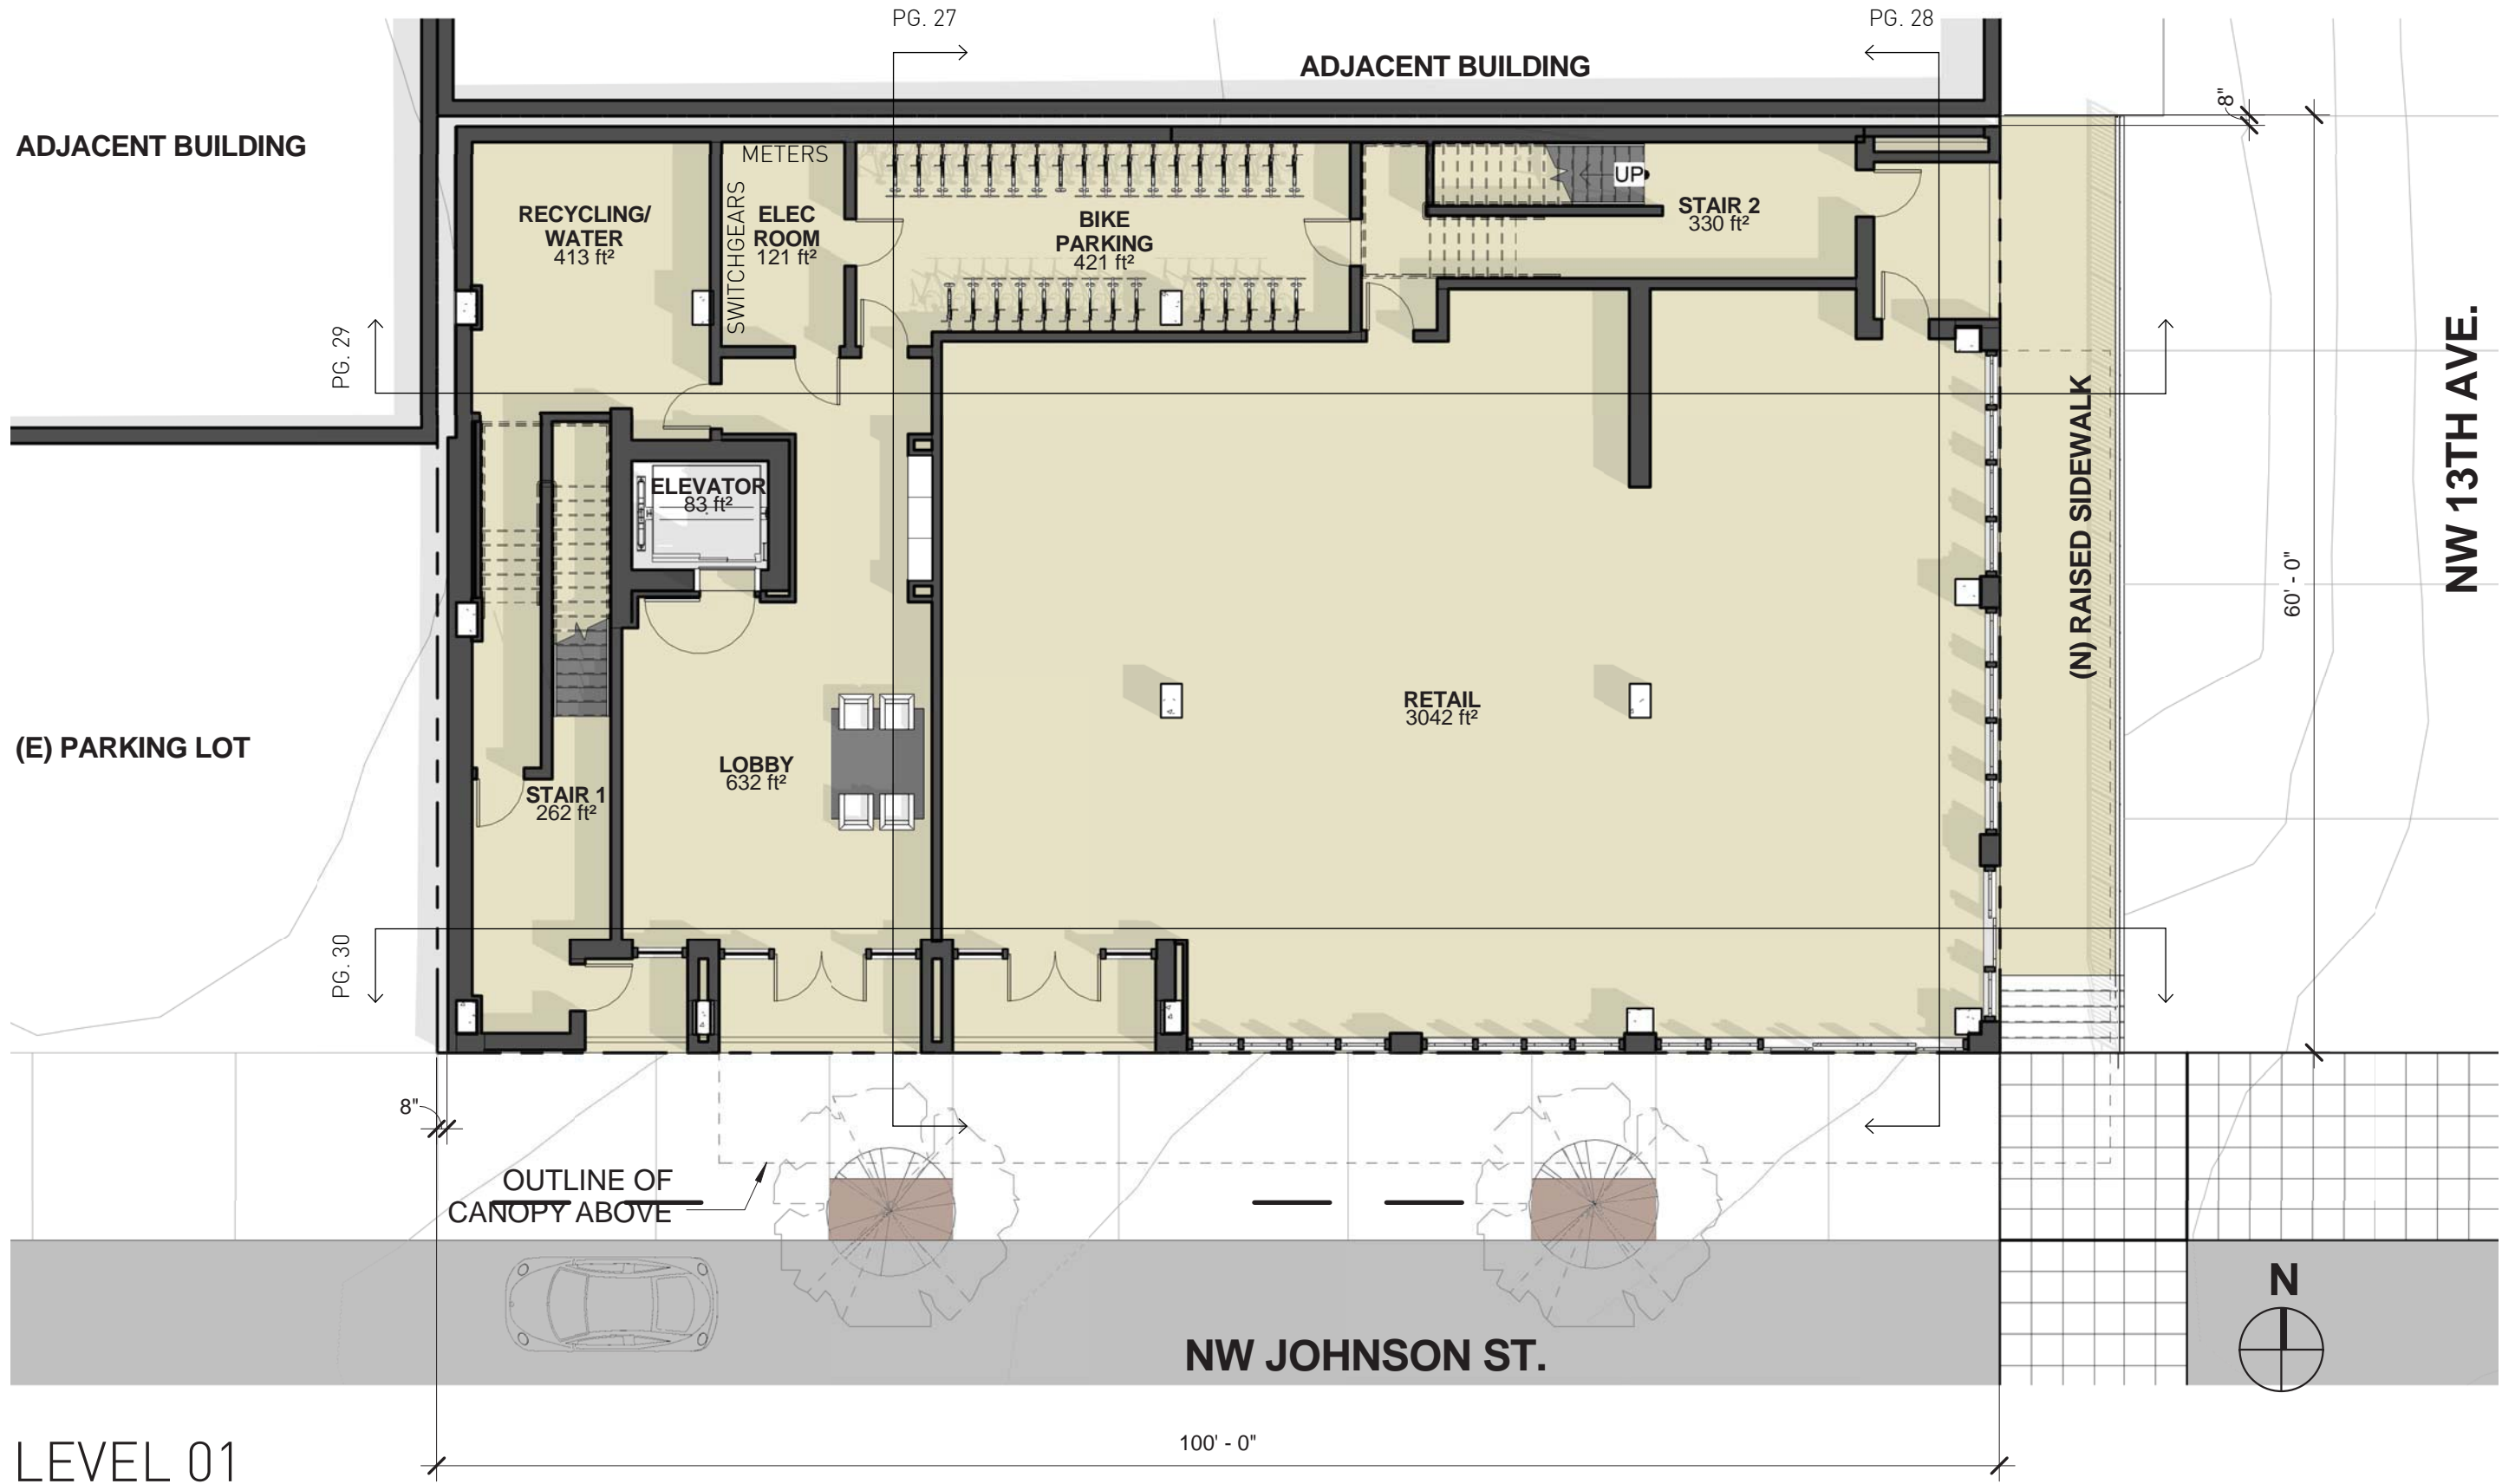 PG. 27
PG. 28
ADJACENT BUILDING
8"
ADJACENT BUILDING
METERS
SWITCHGEARS
RECYCLING/
WATER
413 ft²
ELEC
ROOM
121 ft²
BIKE
PARKING
421 ft²
UP
STAIR 2
330 ft²
PG. 29
ELEVATOR
83 ft²
(N) RAISED SIDEWALK
60' - 0"
NW 13TH AVE.
RETAIL
3042 ft²
(E) PARKING LOT
LOBBY
632 ft²
STAIR 1
262 ft²
PG. 30
8"
OUTLINE OF
CANOPY ABOVE
N
NW JOHNSON ST.
100' - 0"
LEVEL 01